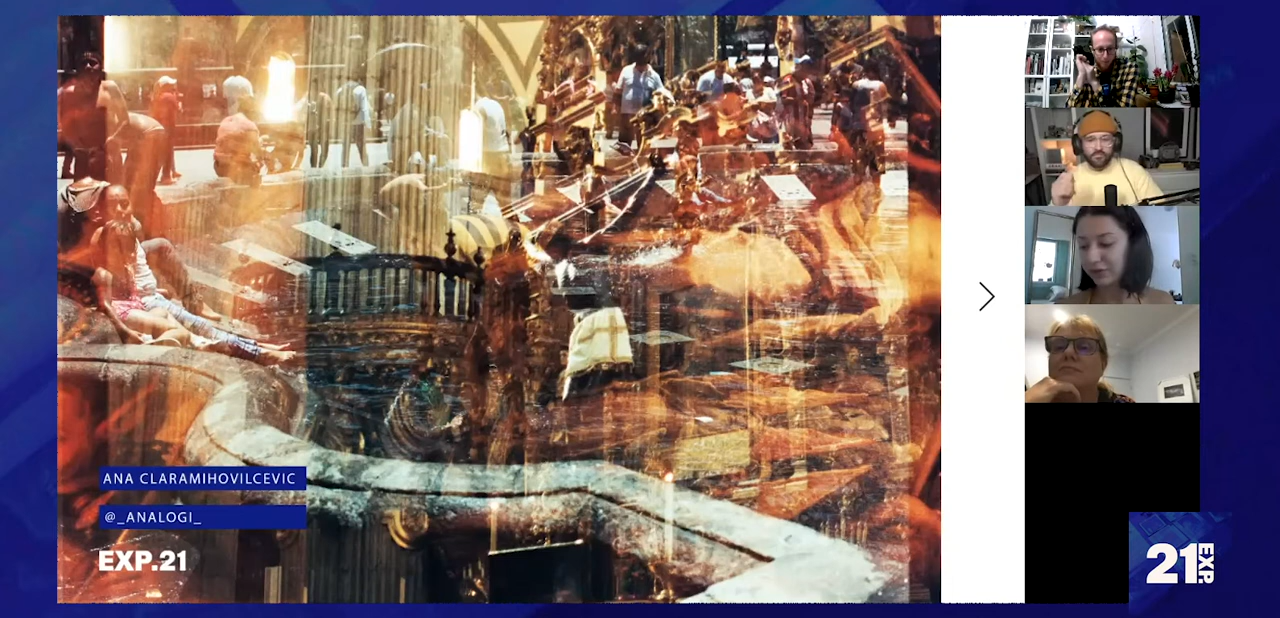 ANA CLARAMIHOVILCEVIC
@_ANALOGI_
EXP.21
21 EXP.